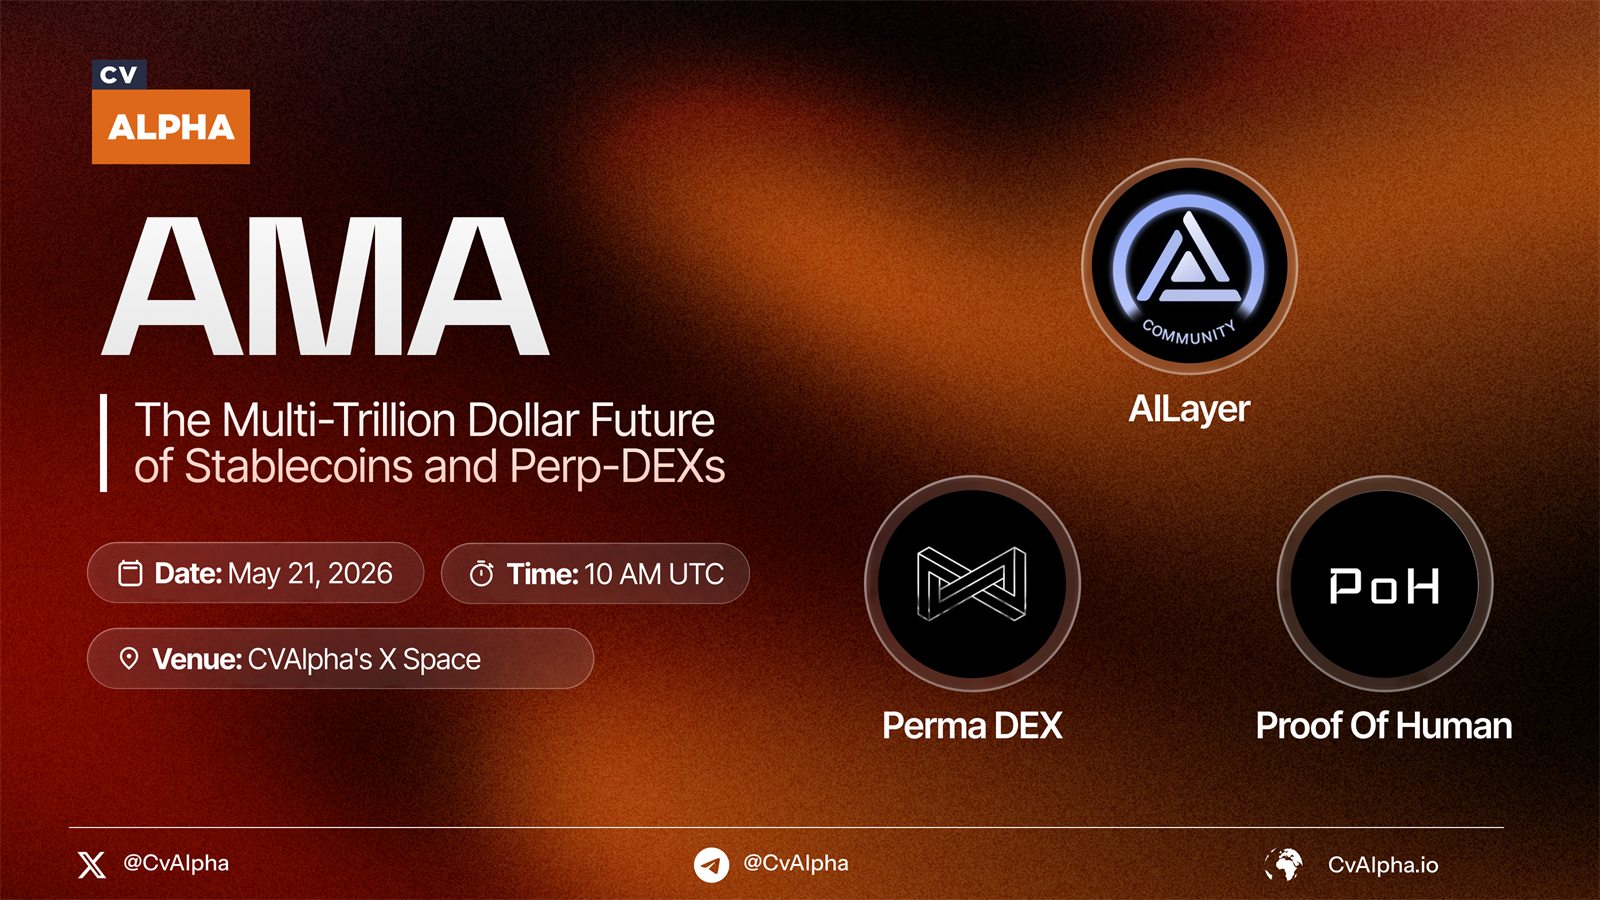 CV
ALPHA
AMA
The Multi-Trillion Dollar Future
of Stablecoins and Perp-DEXs
Date: May 21, 2026
Time: 10 AM UTC
Venue: CVAlpha's X Space
COMMUNITY
AILayer
Perma DEX
PoH
Proof Of Human
@CvAlpha
@CvAlpha
CvAlpha.io